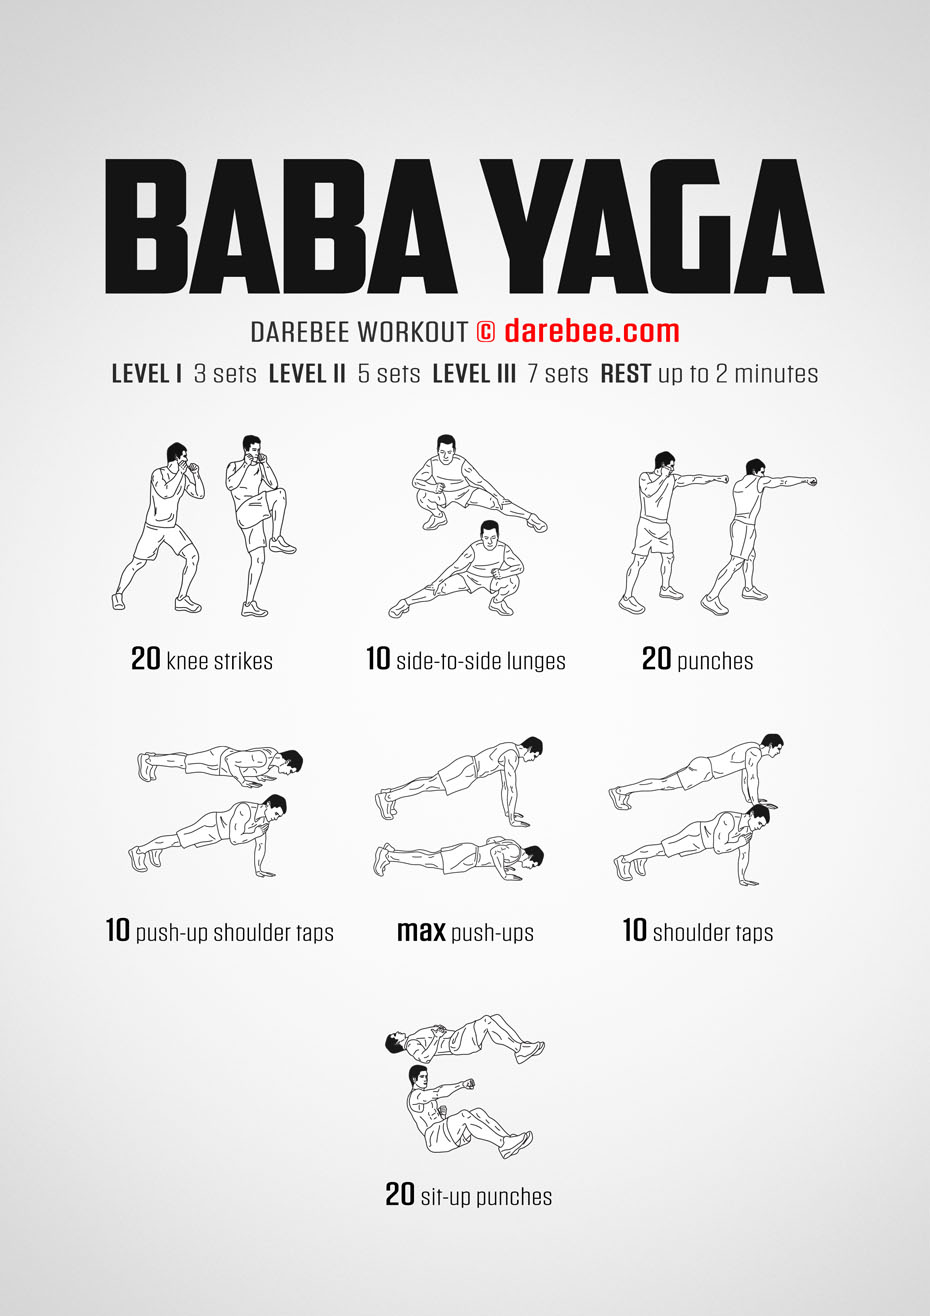 BABA YAGA
DAREBEE WORKOUT © darebee.com
LEVEL I 3 sets LEVEL II 5 sets LEVEL III 7 sets REST up to 2 minutes
20 knee strikes
10 side-to-side lunges
20 punches
10 push-up shoulder taps
max push-ups
10 shoulder taps
20 sit-up punches